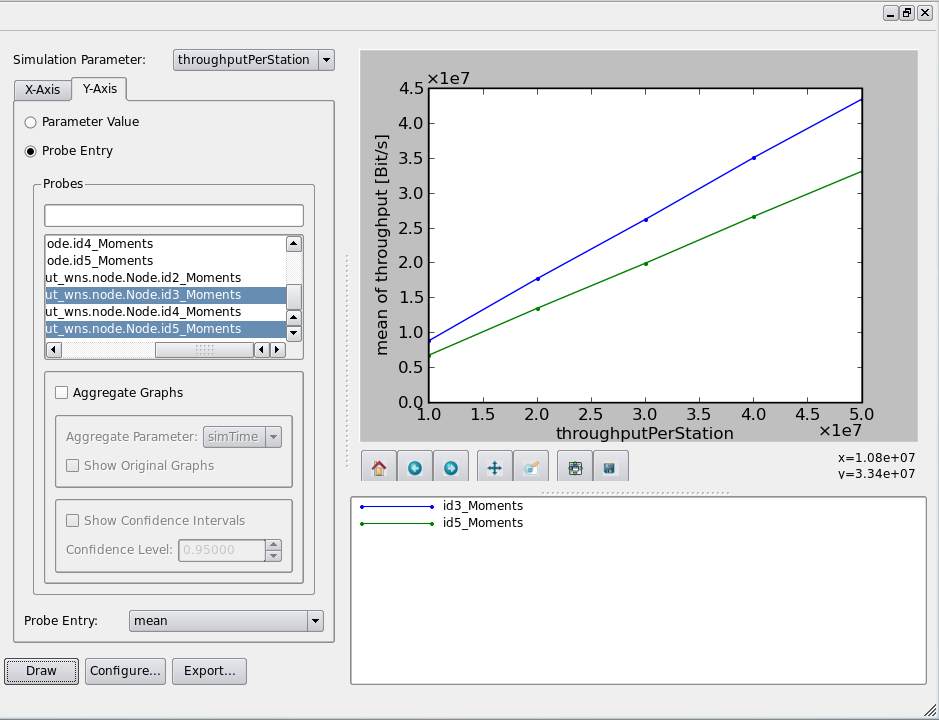 Simulation Parameter: throughputPerStation
X-Axis Y-Axis
Parameter Value
Probe Entry
Probes
ode.id4_Moments
ode.id5_Moments
ut_wns.node.Node.id2_Moments
ut_wns.node.Node.id3_Moments
ut_wns.node.Node.id4_Moments
ut_wns.node.Node.id5_Moments
Aggregate Graphs
Aggregate Parameter: simTime
Show Original Graphs
Show Confidence Intervals
Confidence Level: 0.95000
Probe Entry: mean
Draw Configure... Export...
×1e7
4.5
4.0
3.5
3.0
2.5
2.0
1.5
1.0
0.5
0.0
mean of throughput [Bit/s]
1.0 1.5 2.0 2.5 3.0 3.5 4.0 4.5 5.0
throughputPerStation ×1e7
x=1.08e+07
y=3.34e+07
id3_Moments
id5_Moments